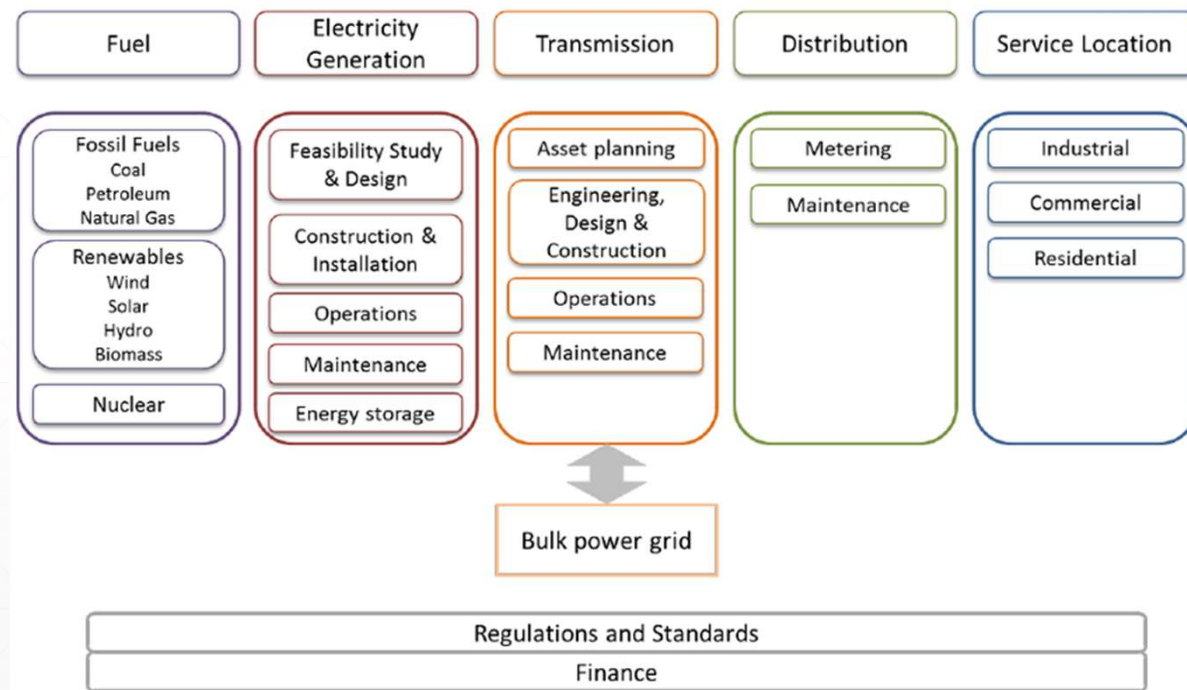 Fuel
Electricity
Generation
Transmission
Distribution
Service Location
Fossil Fuels
Coal
Petroleum
Natural Gas
Renewables
Wind
Solar
Hydro
Biomass
Nuclear
Feasibility Study
& Design
Construction &
Installation
Operations
Maintenance
Energy storage
Asset planning
Engineering,
Design &
Construction
Operations
Maintenance
Metering
Maintenance
Industrial
Commercial
Residential
Bulk power grid
Regulations and Standards
Finance